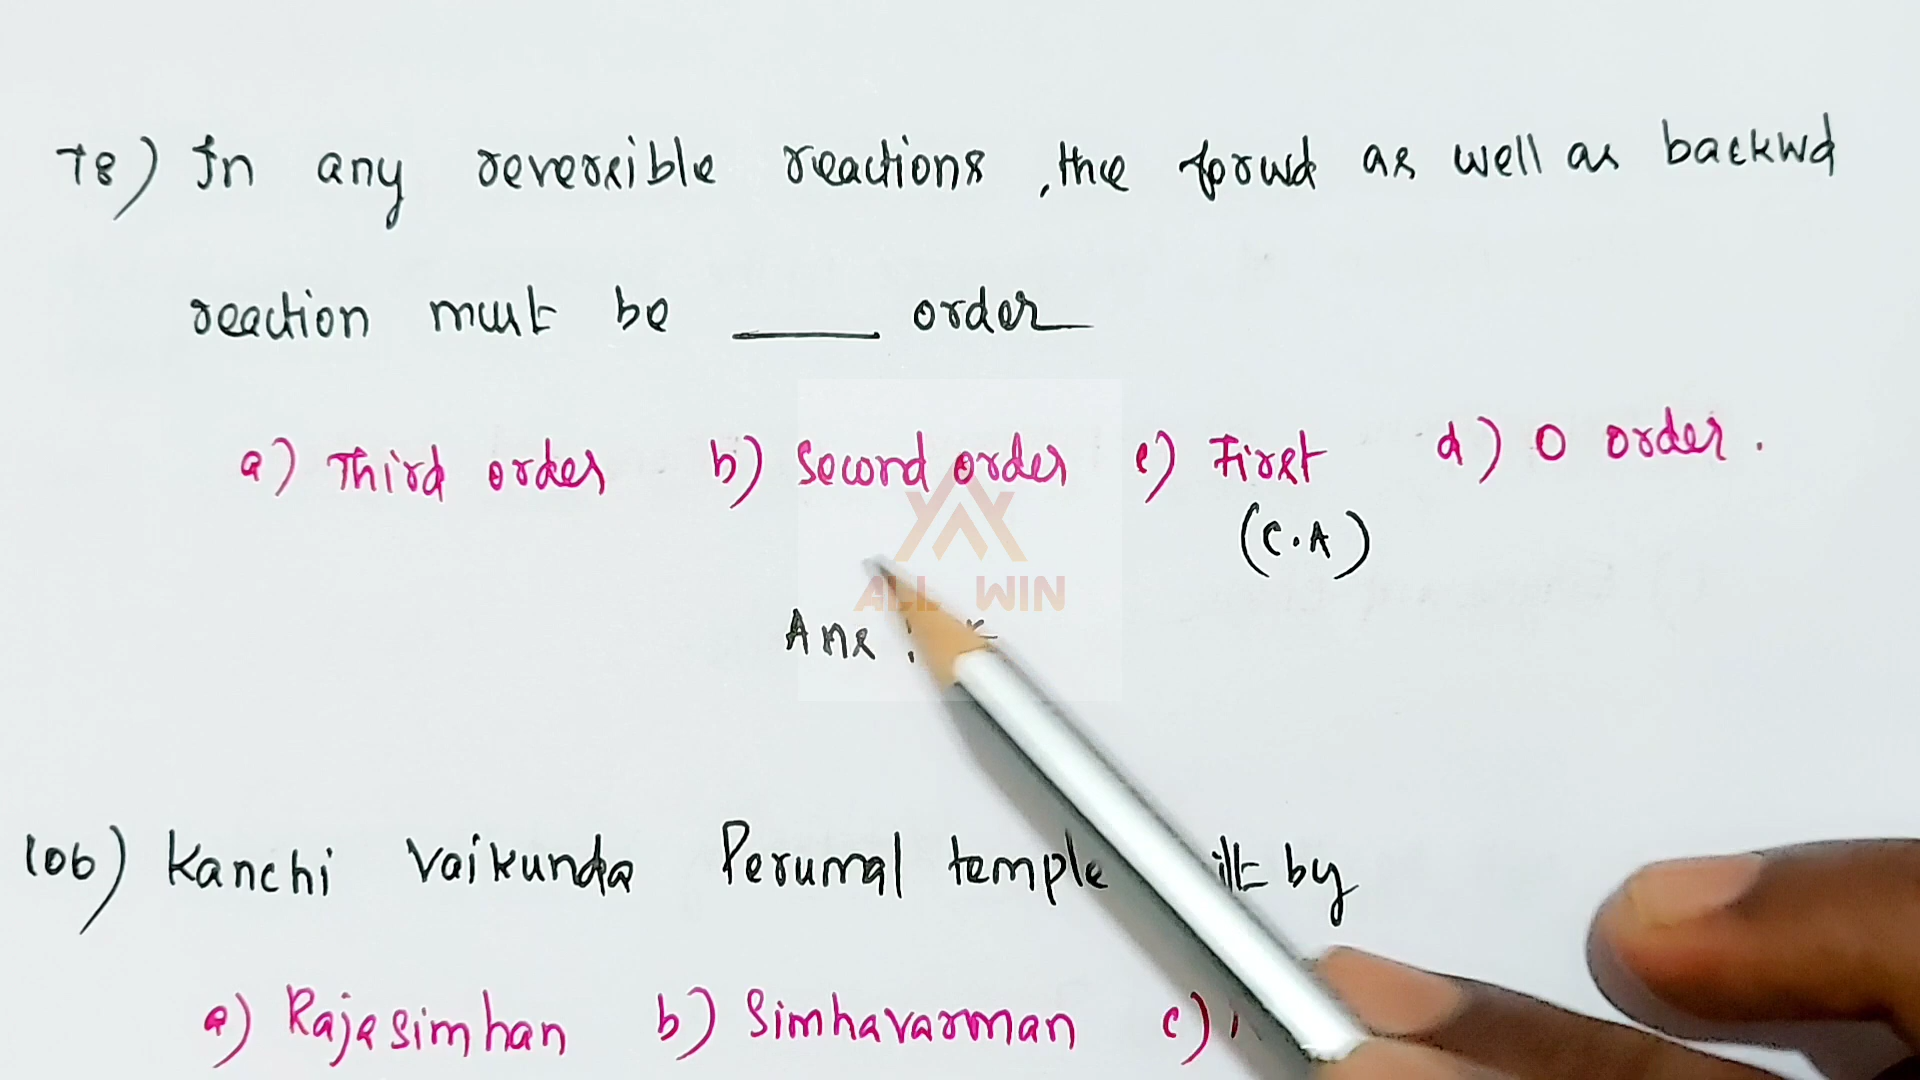 78) In any reversible reactions, the forwd as well as backwd
reaction must be ____ order
a) Third order b) Second order c) First d) 0 order.
(C.A)
ALL WIN
Ans :
106) Kanchi Vaikunda Perumal temple by
a) Rajasimhan b) Simhavarman c)